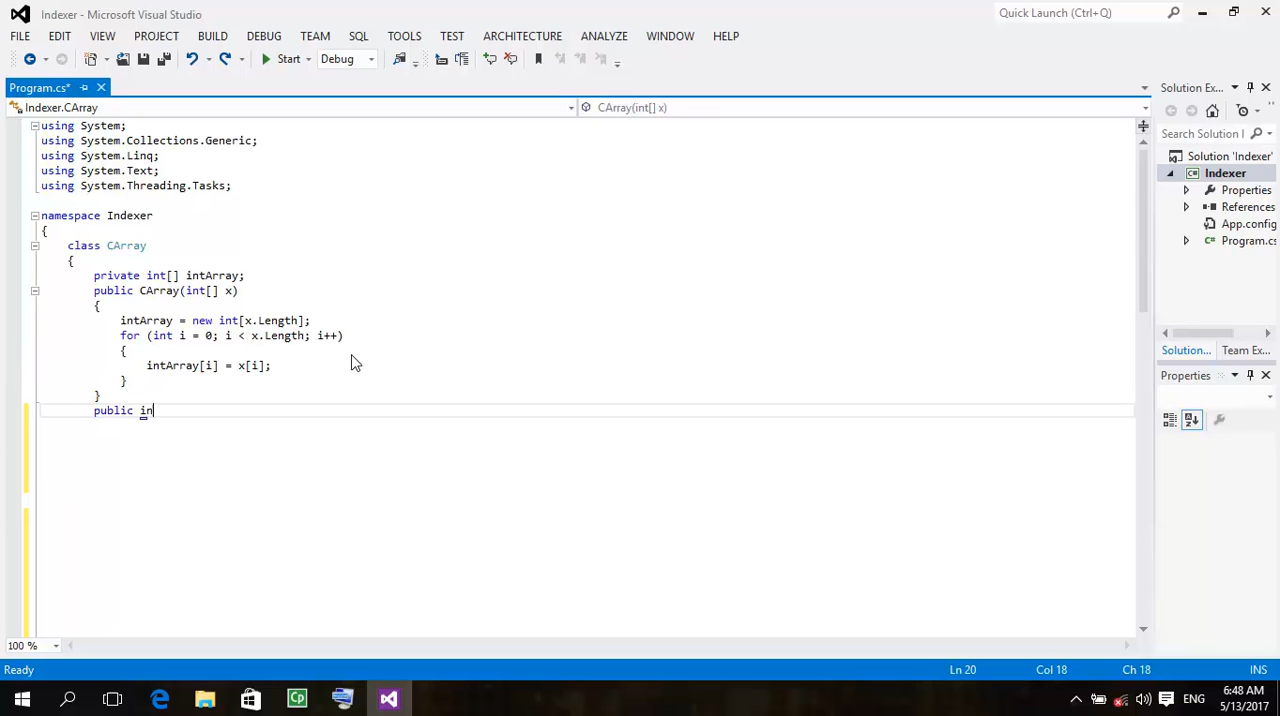 Indexer - Microsoft Visual Studio
Quick Launch (Ctrl+Q)
FILE EDIT VIEW PROJECT BUILD DEBUG TEAM SQL TOOLS TEST ARCHITECTURE ANALYZE WINDOW HELP
Start Debug
Program.cs*
Solution Ex...
Indexer.CArray
CArray(int[] x)
Search Solution
Solution 'Indexer'
Indexer
Properties
References
App.config
Program.cs
Solution... Team Ex...
Properties
using System;
using System.Collections.Generic;
using System.Linq;
using System.Text;
using System.Threading.Tasks;
namespace Indexer
{
class CArray
{
private int[] intArray;
public CArray(int[] x)
{
intArray = new int[x.Length];
for (int i = 0; i < x.Length; i++)
{
intArray[i] = x[i];
}
}
public in
100 %
Ready
Ln 20 Col 18 Ch 18 INS
Cp
ENG
6:48 AM
5/13/2017